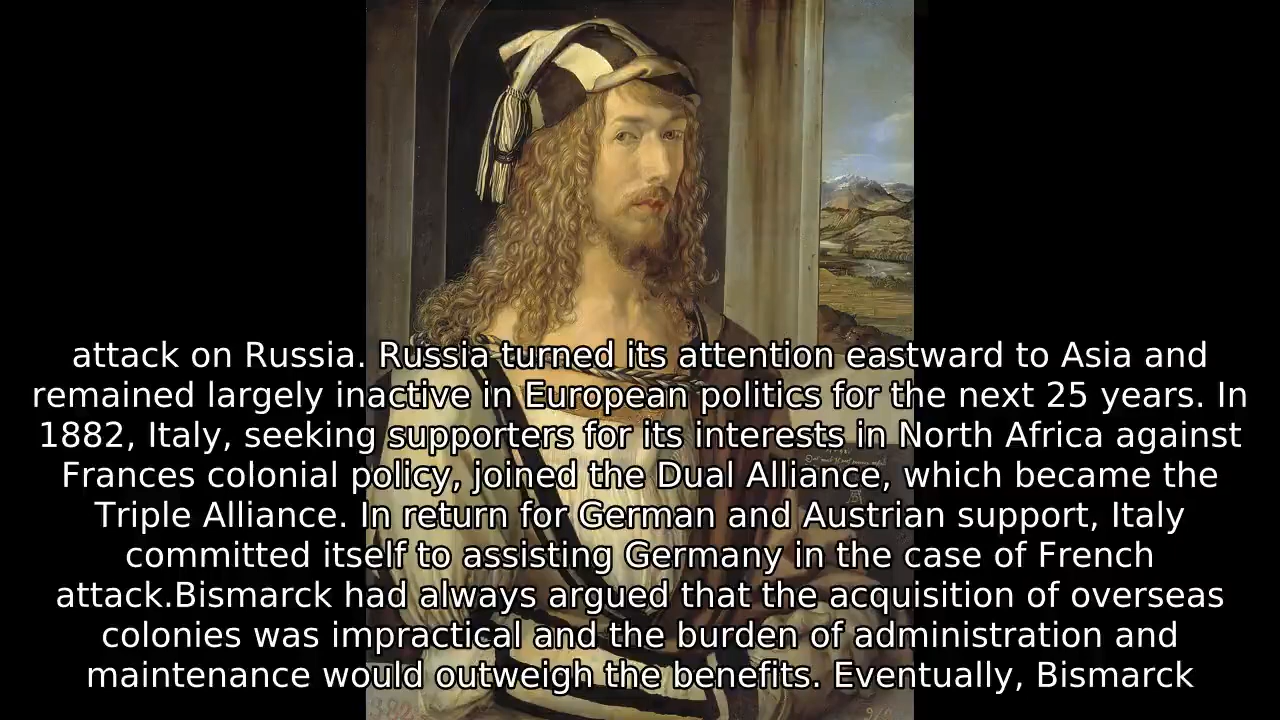 attack on Russia. Russia turned its attention eastward to Asia and
remained largely inactive in European politics for the next 25 years. In
1882, Italy, seeking supporters for its interests in North Africa against
Frances colonial policy, joined the Dual Alliance, which became the
Triple Alliance. In return for German and Austrian support, Italy
committed itself to assisting Germany in the case of French
attack.Bismarck had always argued that the acquisition of overseas
colonies was impractical and the burden of administration and
maintenance would outweigh the benefits. Eventually, Bismarck